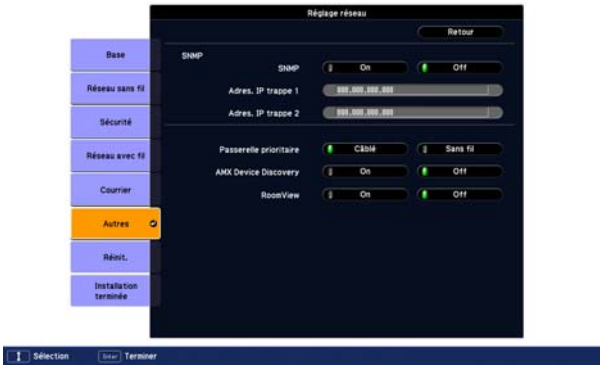 Réglage réseau
Retour
Base
Réseau sans fil
Sécurité
Réseau avec fil
Courrier
Autres
Réinit.
Installation
terminée
SNMP
SNMP On Off
Adres. IP trappe 1 000.000.000.000
Adres. IP trappe 2 000.000.000.000
Passerelle prioritaire Câblé Sans fil
AMX Device Discovery On Off
RoomView On Off
Sélection Enter Terminer